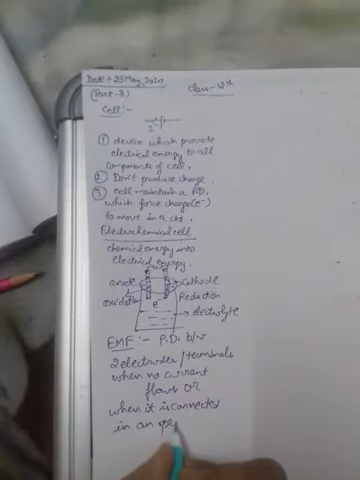 Date:- 23 May, 2020
Class-12th
(Part-3)
Cell:-
I
① device which provide
electrical energy to all
components of cell.
② Don't produce charge.
③ cell maintain a P.D.
which force charge(e-)
to move in a ckt.
Electrochemical cell
chemical energy into
electrical energy.
anode
Cathode
oxidation
Reduction
e-
→ electrolyte
EMF:- P.D. b/w
2 electrodes/terminals
when no current
flows or
when it is connected
in an ope